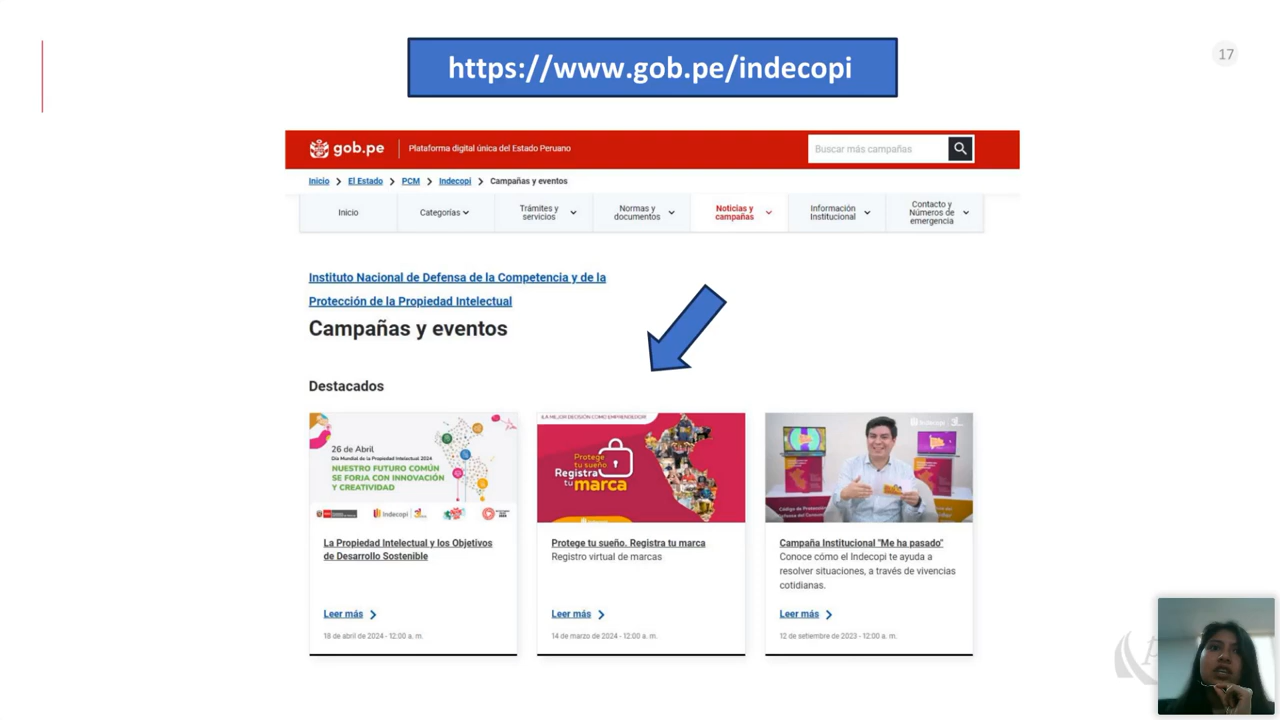 https://www.gob.pe/indecopi
17
gob.pe
Plataforma digital única del Estado Peruano
Buscar más campañas
Inicio
El Estado
PCM
Indecopi
Campañas y eventos
Inicio
Categorías
Trámites y
servicios
Normas y
documentos
Noticias y
campañas
Información
Institucional
Contacto y
Números de
emergencia
Instituto Nacional de Defensa de la Competencia y de la
Protección de la Propiedad Intelectual
Campañas y eventos
Destacados
26 de Abril
Día Mundial de la Propiedad Intelectual 2024
NUESTRO FUTURO COMÚN
SE FORJA CON INNOVACIÓN
Y CREATIVIDAD
Indecopi
¡LA MEJOR DECISIÓN COMO EMPRENDEDOR!
Protege
tu sueño
Registra
tu marca
Indecopi
La Propiedad Intelectual y los Objetivos
de Desarrollo Sostenible
Leer más
18 de abril de 2024 - 12:00 a. m.
Protege tu sueño. Registra tu marca
Registro virtual de marcas
Leer más
14 de marzo de 2024 - 12:00 a. m.
Campaña Institucional "Me ha pasado"
Conoce cómo el Indecopi te ayuda a
resolver situaciones, a través de vivencias
cotidianas.
Leer más
12 de setiembre de 2023 - 12:00 a. m.